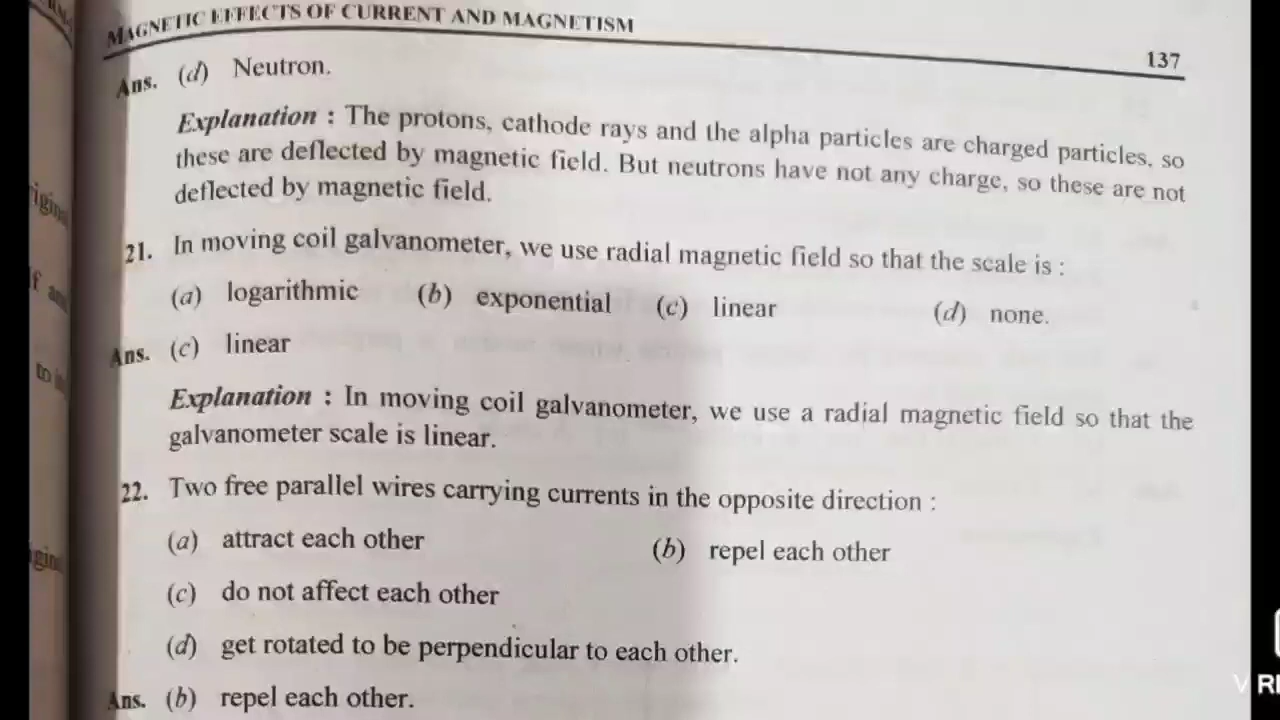 MAGNETIC EFFECTS OF CURRENT AND MAGNETISM
137
Ans. (d) Neutron.
Explanation : The protons, cathode rays and the alpha particles are charged particles, so
these are deflected by magnetic field. But neutrons have not any charge, so these are not
deflected by magnetic field.
21. In moving coil galvanometer, we use radial magnetic field so that the scale is :
(a) logarithmic (b) exponential (c) linear (d) none.
Ans. (c) linear
Explanation : In moving coil galvanometer, we use a radial magnetic field so that the
galvanometer scale is linear.
22. Two free parallel wires carrying currents in the opposite direction :
(a) attract each other (b) repel each other
(c) do not affect each other
(d) get rotated to be perpendicular to each other.
Ans. (b) repel each other.